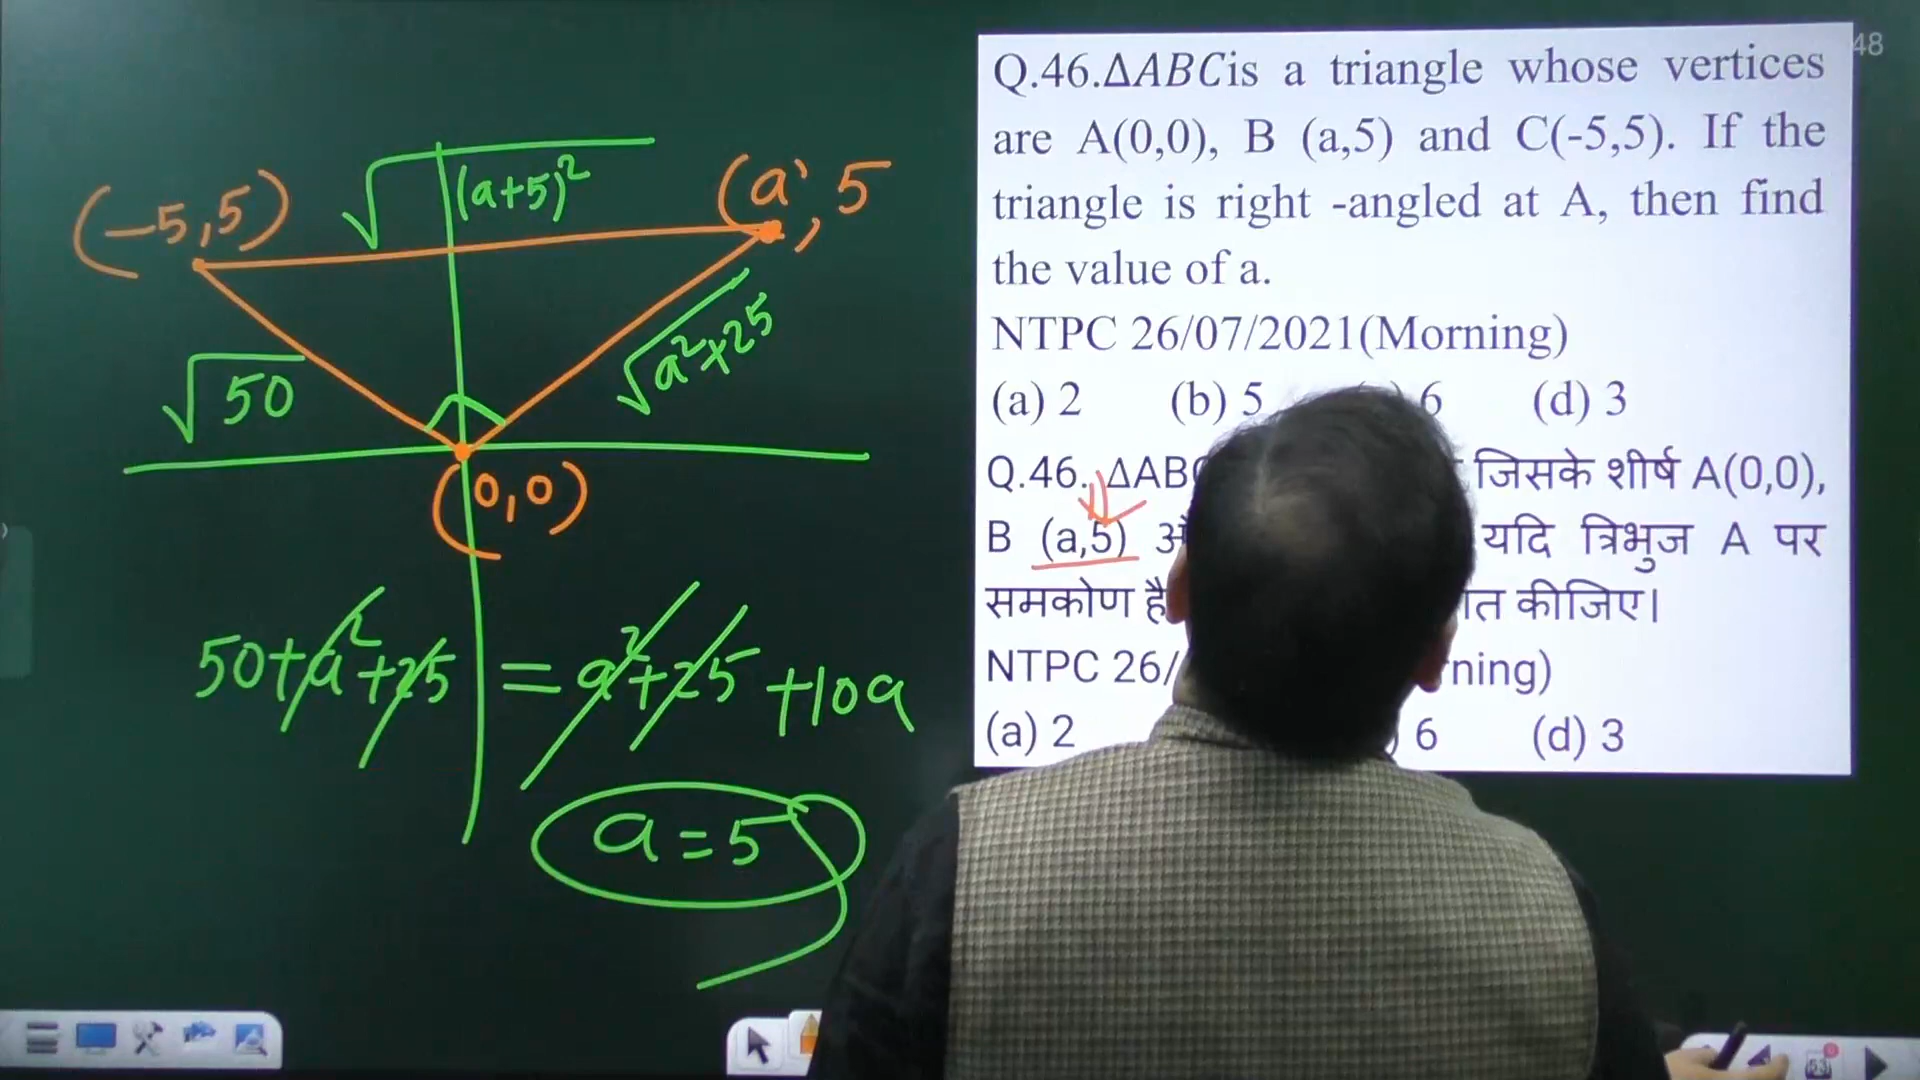 48
Q.46.ΔABCis a triangle whose vertices
are A(0,0), B (a,5) and C(-5,5). If the
triangle is right -angled at A, then find
the value of a.
NTPC 26/07/2021(Morning)
(a) 2 (b) 5 6 (d) 3
Q.46. ΔABC जिसके शीर्ष A(0,0),
B (a,5) यदि त्रिभुज A पर
समकोण है कीजिए।
NTPC 26/ ning)
(a) 2 ) 6 (d) 3
√(a+5)²
(-5,5)
(a, 5
√50
√a²+25
(0,0)
50+a²+25 = a²+25 +10a
a=5